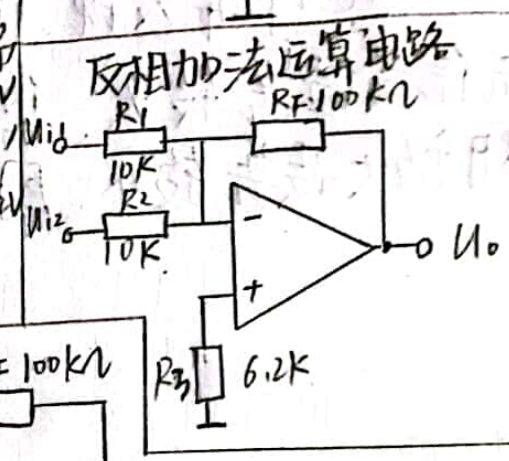 反相加法运算电路
R1
RF·100KΩ
Ui1
10K
R2
Ui2
10K
-
+
Uo
R3 6.2K
= 100KΩ